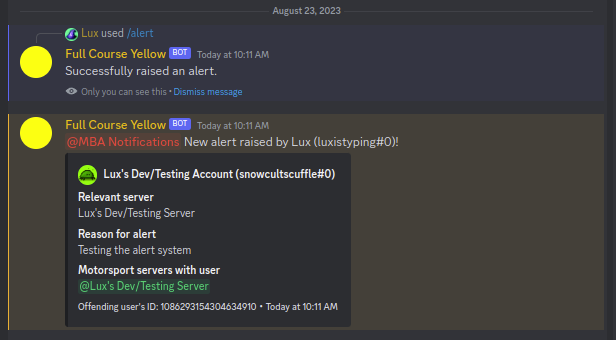 August 23, 2023
Lux used /alert
Full Course Yellow BOT Today at 10:11 AM
Successfully raised an alert.
Only you can see this • Dismiss message
Full Course Yellow BOT Today at 10:11 AM
@MBA Notifications New alert raised by Lux (luxistyping#0)!
Lux's Dev/Testing Account (snowcultscuffle#0)
Relevant server
Lux's Dev/Testing Server
Reason for alert
Testing the alert system
Motorsport servers with user
@Lux's Dev/Testing Server
Offending user's ID: 1086293154304634910 • Today at 10:11 AM